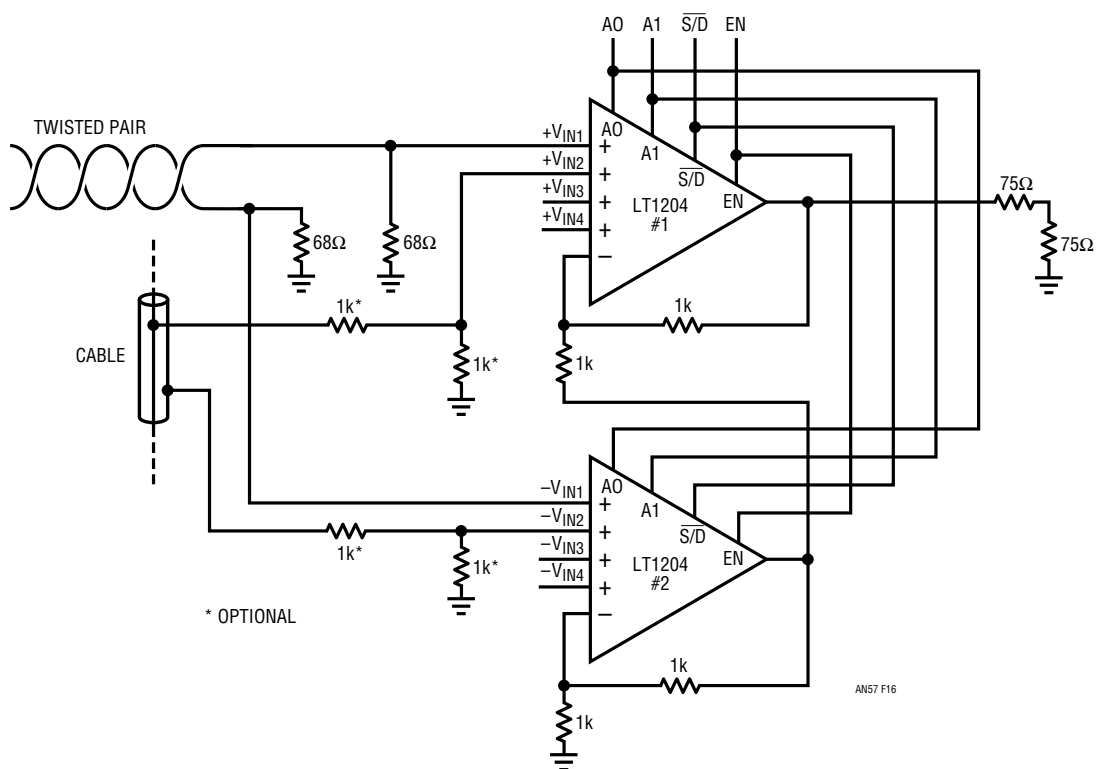 A0 A1 S/D EN
TWISTED PAIR
+VIN1
+VIN2
+VIN3
+VIN4
A0
A1
S/D
EN
LT1204
#1
75Ω
75Ω
68Ω
68Ω
1k*
1k*
1k
1k
CABLE
–VIN1
–VIN2
–VIN3
–VIN4
A0
A1
S/D
EN
LT1204
#2
1k*
1k*
1k
1k
* OPTIONAL
AN57 F16